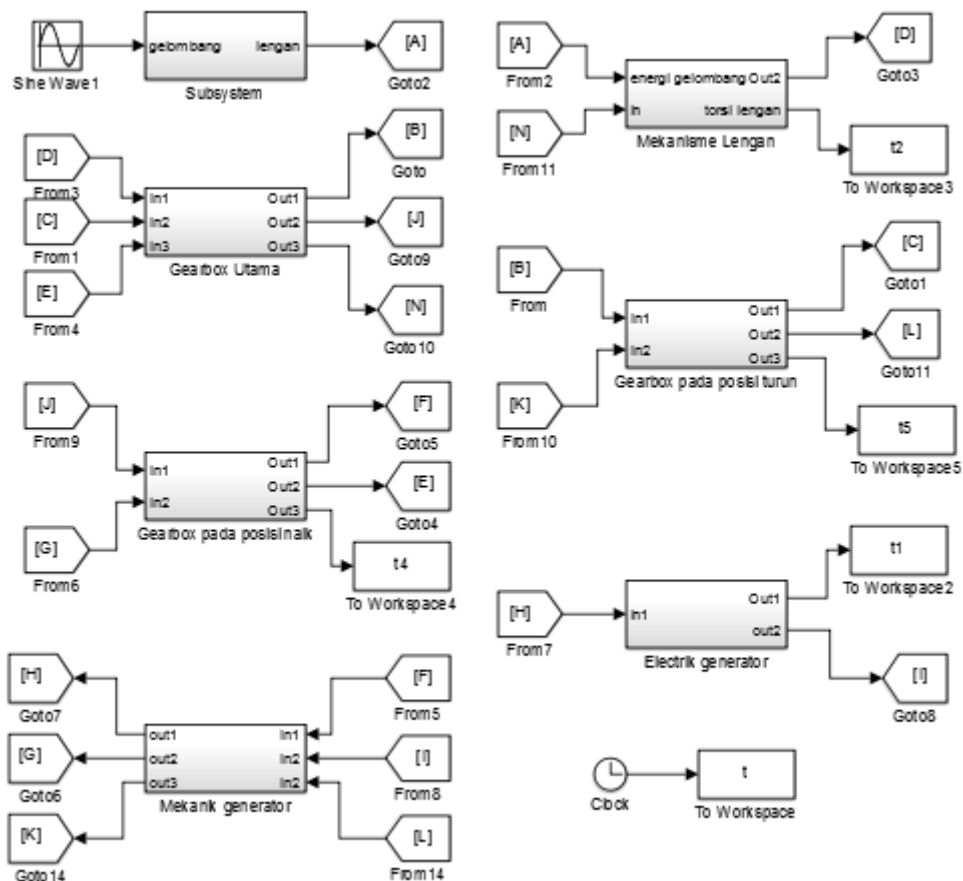 gelombang lengan
[A]
Sine Wave1
Subsystem
Goto2
[D]
From3
[C]
From1
[E]
From4
In1
In2
In3
Out1
Out2
Out3
Gearbox Utama
[B]
Goto
[J]
Goto9
[N]
Goto10
[J]
From9
[G]
From6
In1
In2
Out1
Out2
Out3
Gearbox pada posisi naik
[F]
Goto5
[E]
Goto4
t4
To Workspace4
[H]
Goto7
[G]
Goto6
[K]
Goto14
out1
out2
out3
In1
In2
In2
Mekanik generator
[F]
From5
[I]
From8
[L]
From14
[A]
From2
[N]
From11
energi gelombang Out2
In
torsi lengan
Mekanisme Lengan
[D]
Goto3
t2
To Workspace3
[B]
From
[K]
From10
In1
In2
Out1
Out2
Out3
Gearbox pada posisi turun
[C]
Goto1
[L]
Goto11
t5
To Workspace5
[H]
From7
In1
Out1
out2
Electrik generator
t1
To Workspace2
[I]
Goto8
Clock
t
To Workspace